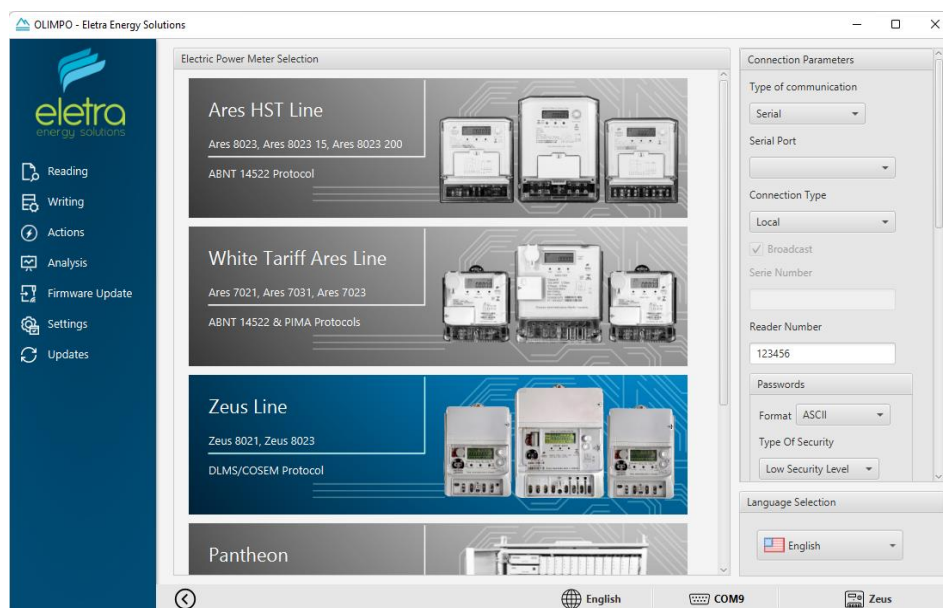 OLIMPO - Eletra Energy Solutions
eletra
energy solutions
Reading
Writing
Actions
Analysis
Firmware Update
Settings
Updates
Electric Power Meter Selection
Ares HST Line
Ares 8023, Ares 8023 15, Ares 8023 200
ABNT 14522 Protocol
White Tariff Ares Line
Ares 7021, Ares 7031, Ares 7023
ABNT 14522 & PIMA Protocols
Zeus Line
Zeus 8021, Zeus 8023
DLMS/COSEM Protocol
Pantheon
Connection Parameters
Type of communication
Serial
Serial Port
Connection Type
Local
Broadcast
Serie Number
Reader Number
123456
Passwords
Format ASCII
Type Of Security
Low Security Level
Language Selection
English
English
COM9
Zeus